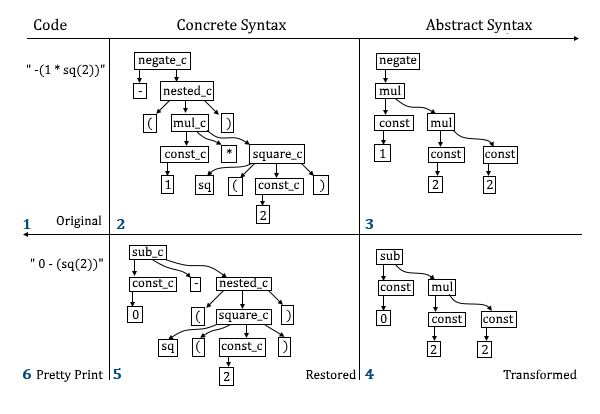 Code Concrete Syntax Abstract Syntax
" -(1 * sq(2))"
negate_c
- nested_c
( mul_c )
const_c * square_c
1 sq ( const_c )
2
negate
mul
const mul
1 const const
2 2
1 Original 2 3
" 0 - (sq(2))"
sub_c
const_c - nested_c
0 ( square_c )
sq ( const_c )
2
sub
const mul
0 const const
2 2
6 Pretty Print 5 Restored 4 Transformed